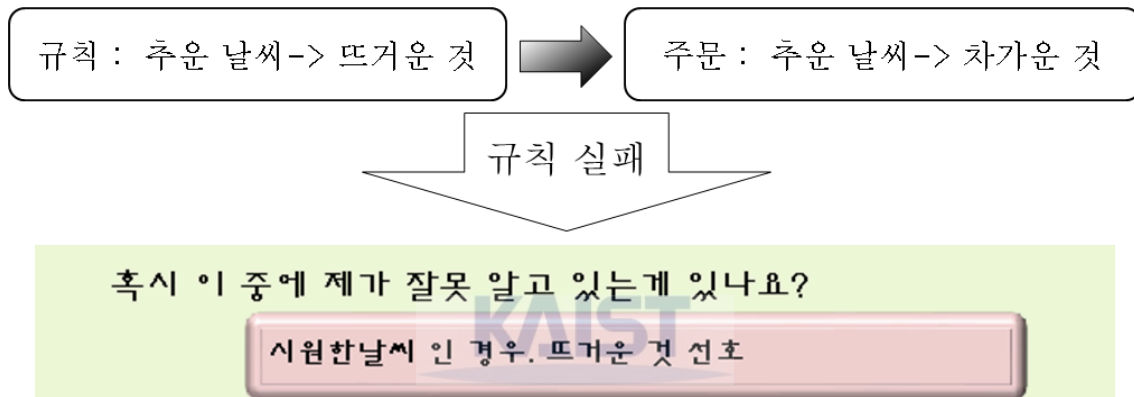 규칙 : 추운 날씨-> 뜨거운 것
주문 : 추운 날씨-> 차가운 것
규칙 실패
혹시 이 중에 제가 잘못 알고 있는게 있나요?
KAIST
시원한날씨 인 경우. 뜨거운 것 선호